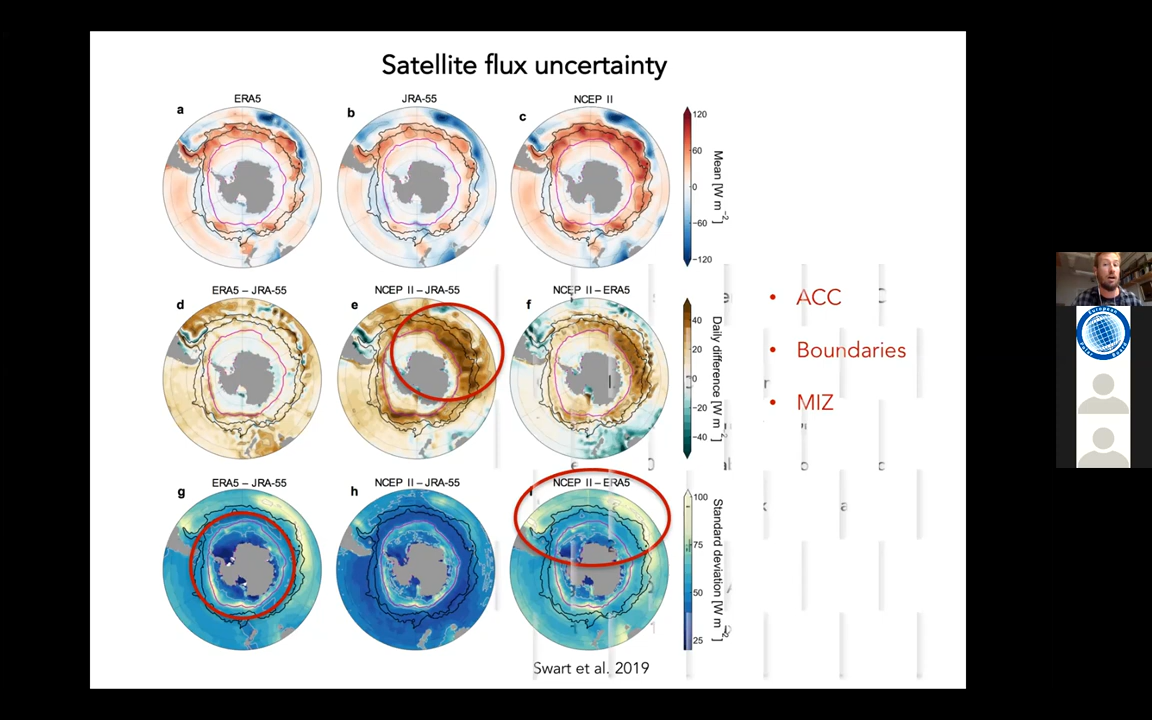 Satellite flux uncertainty
ERA5
JRA-55
NCEP II
a
b
c
120
60
0
−60
−120
Mean [W m⁻²]
ERA5 – JRA-55
NCEP II – JRA-55
NCEP II – ERA5
d
e
f
40
20
0
−20
−40
Daily difference [W m⁻²]
• ACC
• Boundaries
• MIZ
ERA5 – JRA-55
NCEP II – JRA-55
NCEP II – ERA5
g
h
100
75
50
25
Standard deviation [W m⁻²]
Swart et al. 2019
European